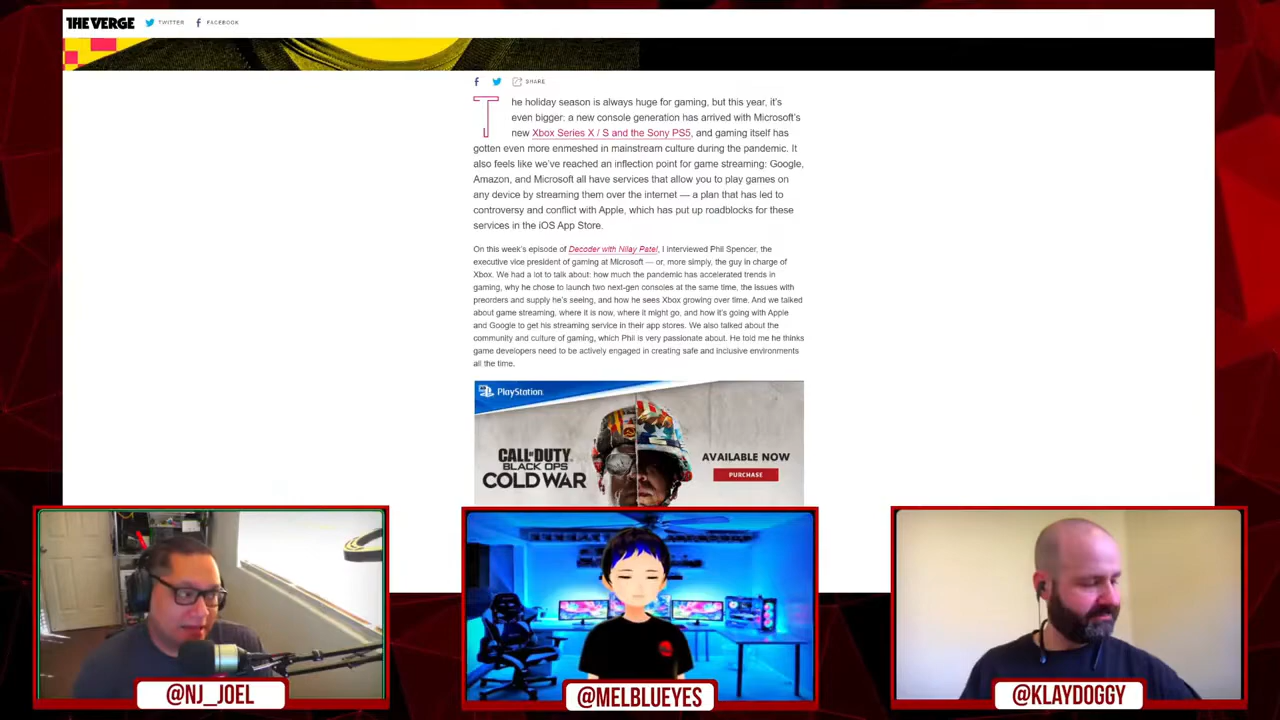 THE VERGE
TWITTER
FACEBOOK
SHARE
The holiday season is always huge for gaming, but this year, it's
even bigger: a new console generation has arrived with Microsoft's
new Xbox Series X / S and the Sony PS5, and gaming itself has
gotten even more enmeshed in mainstream culture during the pandemic. It
also feels like we've reached an inflection point for game streaming: Google,
Amazon, and Microsoft all have services that allow you to play games on
any device by streaming them over the internet — a plan that has led to
controversy and conflict with Apple, which has put up roadblocks for these
services in the iOS App Store.
On this week's episode of Decoder with Nilay Patel, I interviewed Phil Spencer, the
executive vice president of gaming at Microsoft — or, more simply, the guy in charge of
Xbox. We had a lot to talk about: how much the pandemic has accelerated trends in
gaming, why he chose to launch two next-gen consoles at the same time, the issues with
preorders and supply he's seeing, and how he sees Xbox growing over time. And we talked
about game streaming, where it is now, where it might go, and how it's going with Apple
and Google to get his streaming service in their app stores. We also talked about the
community and culture of gaming, which Phil is very passionate about. He told me he thinks
game developers need to be actively engaged in creating safe and inclusive environments
all the time.
PlayStation
CALL OF DUTY
BLACK OPS
COLD WAR
AVAILABLE NOW
PURCHASE
@NJ_JOEL
@MELBLUEYES
@KLAYDOGGY